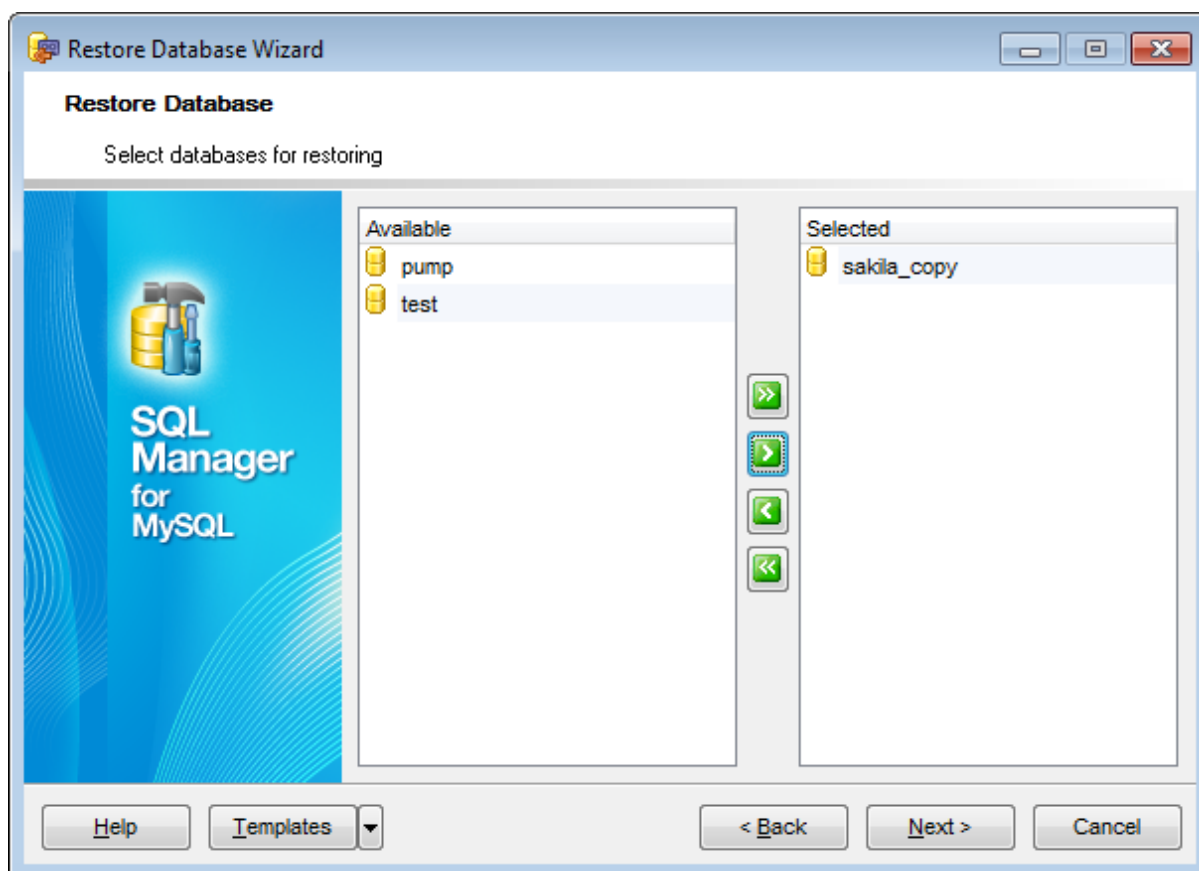 Restore Database Wizard
Restore Database
Select databases for restoring
SQL
Manager
for
MySQL
Available
pump
test
Selected
sakila_copy
Help
Templates
< Back
Next >
Cancel